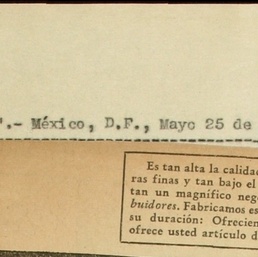 ".- México, D.F., Mayo 25 de
Es tan alta la calidad
ras finas y tan bajo el
tan un magnífico neg
buidores. Fabricamos es
su duración: Ofrecien
ofrece usted artículo d